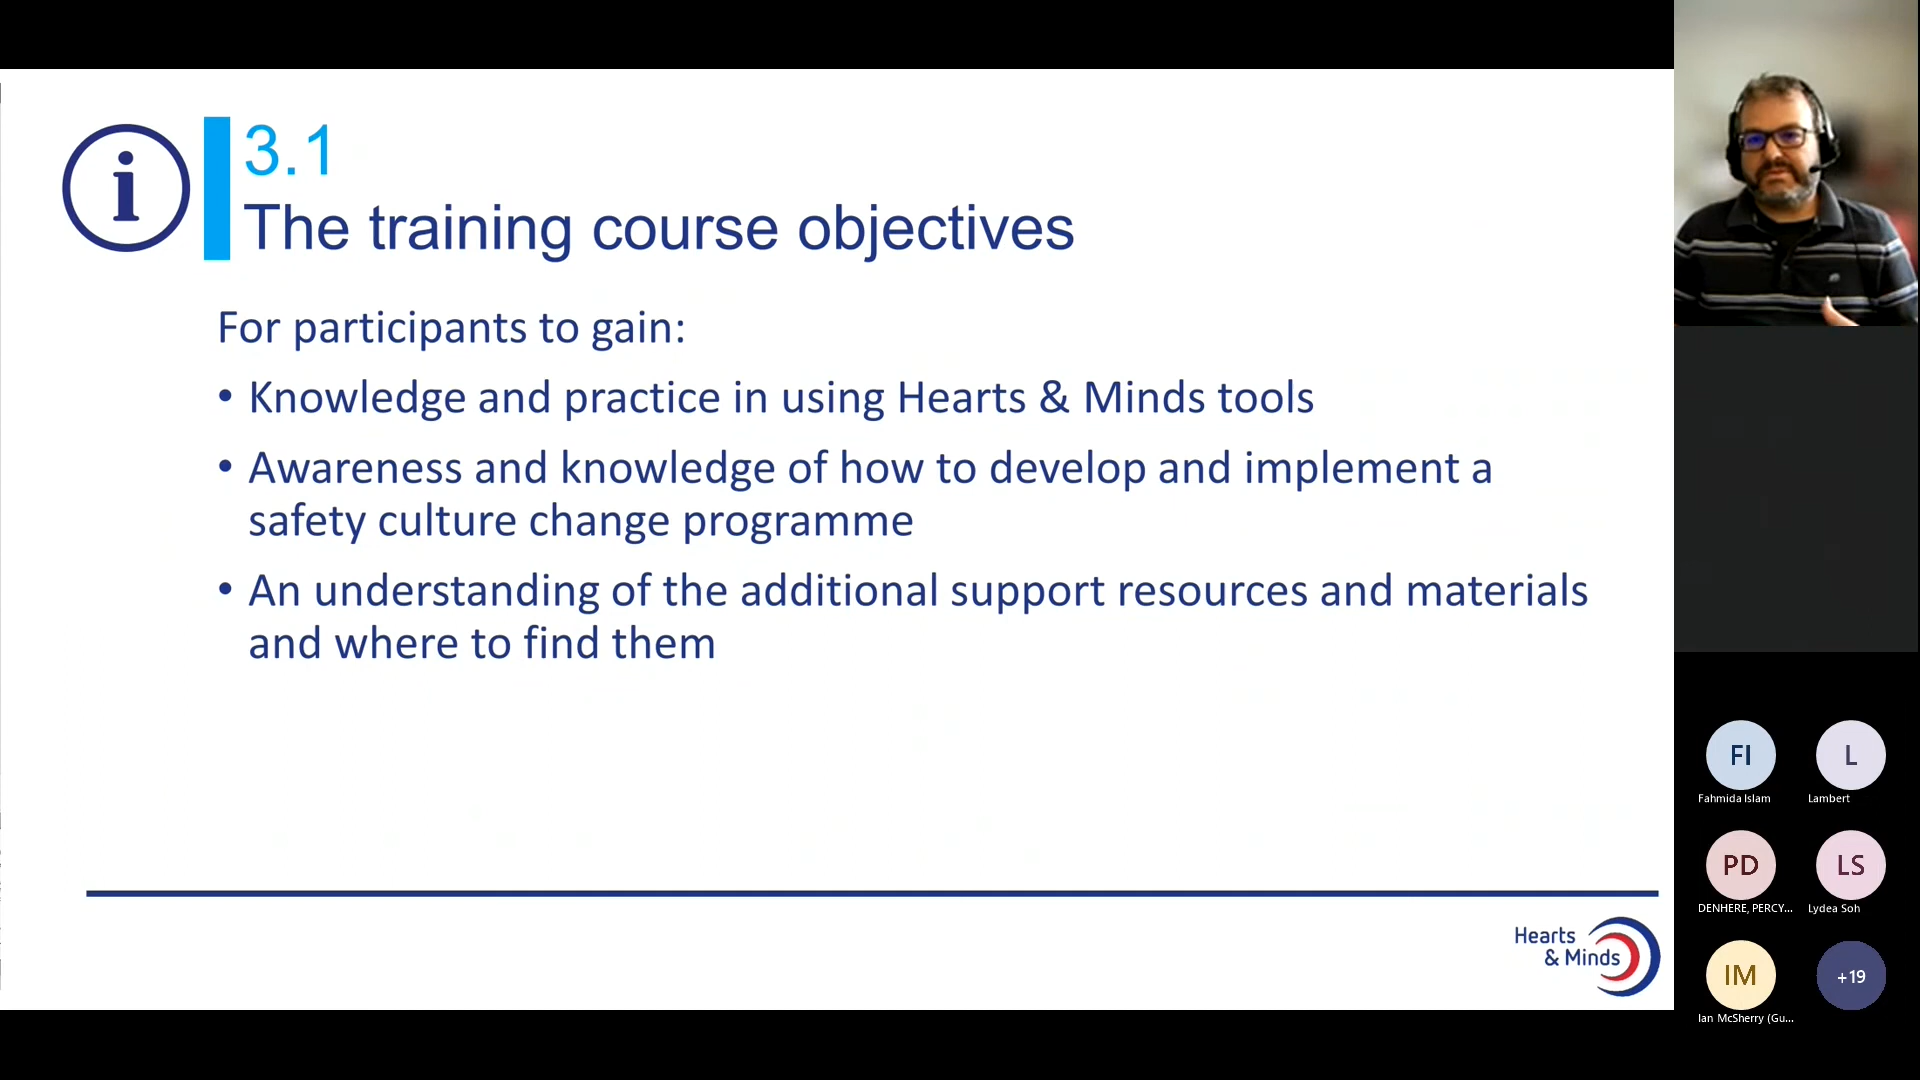 3.1
The training course objectives
For participants to gain:
• Knowledge and practice in using Hearts & Minds tools
• Awareness and knowledge of how to develop and implement a
safety culture change programme
• An understanding of the additional support resources and materials
and where to find them
Hearts
& Minds
FI
L
Fahmida Islam
Lambert
PD
LS
DENHERE, PERCY...
Lydea Soh
IM
+19
Ian McSherry (Gu...